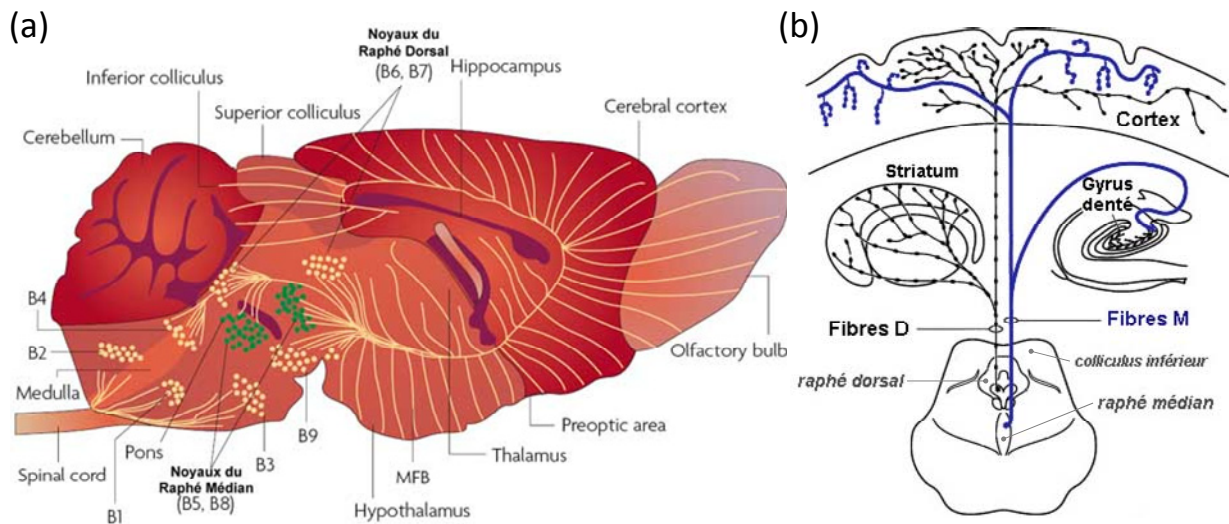 (a)
Noyaux du
Raphé Dorsal
(B6, B7)
Inferior colliculus
Hippocampus
Superior colliculus
Cerebral cortex
Cerebellum
B4
B2
Medulla
Olfactory bulb
Preoptic area
Pons
B9
B3
Thalamus
Spinal cord
Noyaux du
Raphé Médian
(B5, B8)
MFB
B1
Hypothalamus
(b)
Cortex
Striatum
Gyrus
denté
Fibres D
Fibres M
colliculus inférieur
raphé dorsal
raphé médian